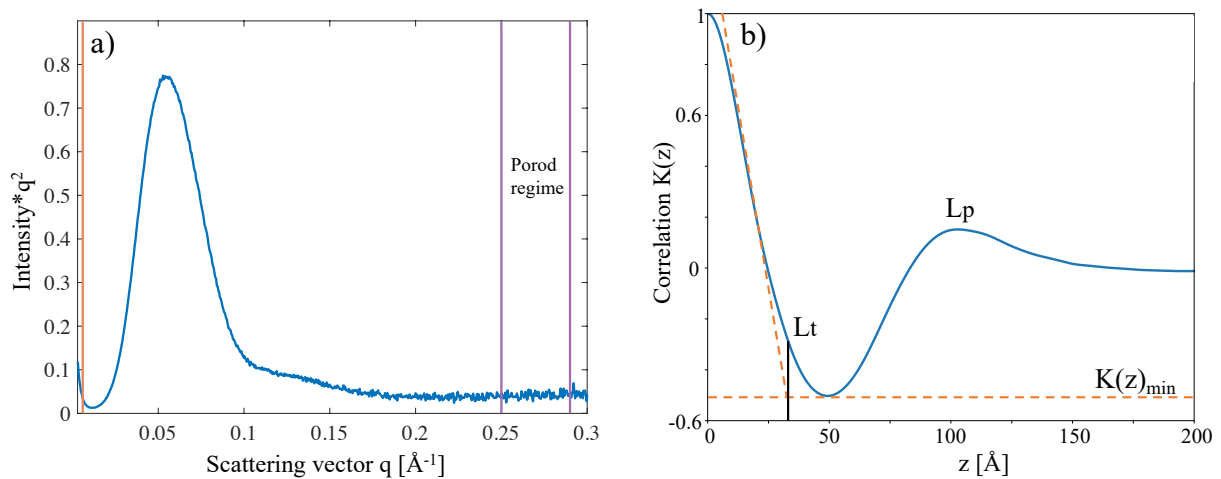 a)
0.8
0.7
0.6
0.5
0.4
0.3
0.2
0.1
0
Intensity*q²
Porod
regime
0.05 0.1 0.15 0.2 0.25 0.3
Scattering vector q [Å⁻¹]
b)
1
0.6
0
-0.6
Correlation K(z)
Lp
Lt
K(z)min
0 50 100 150 200
z [Å]